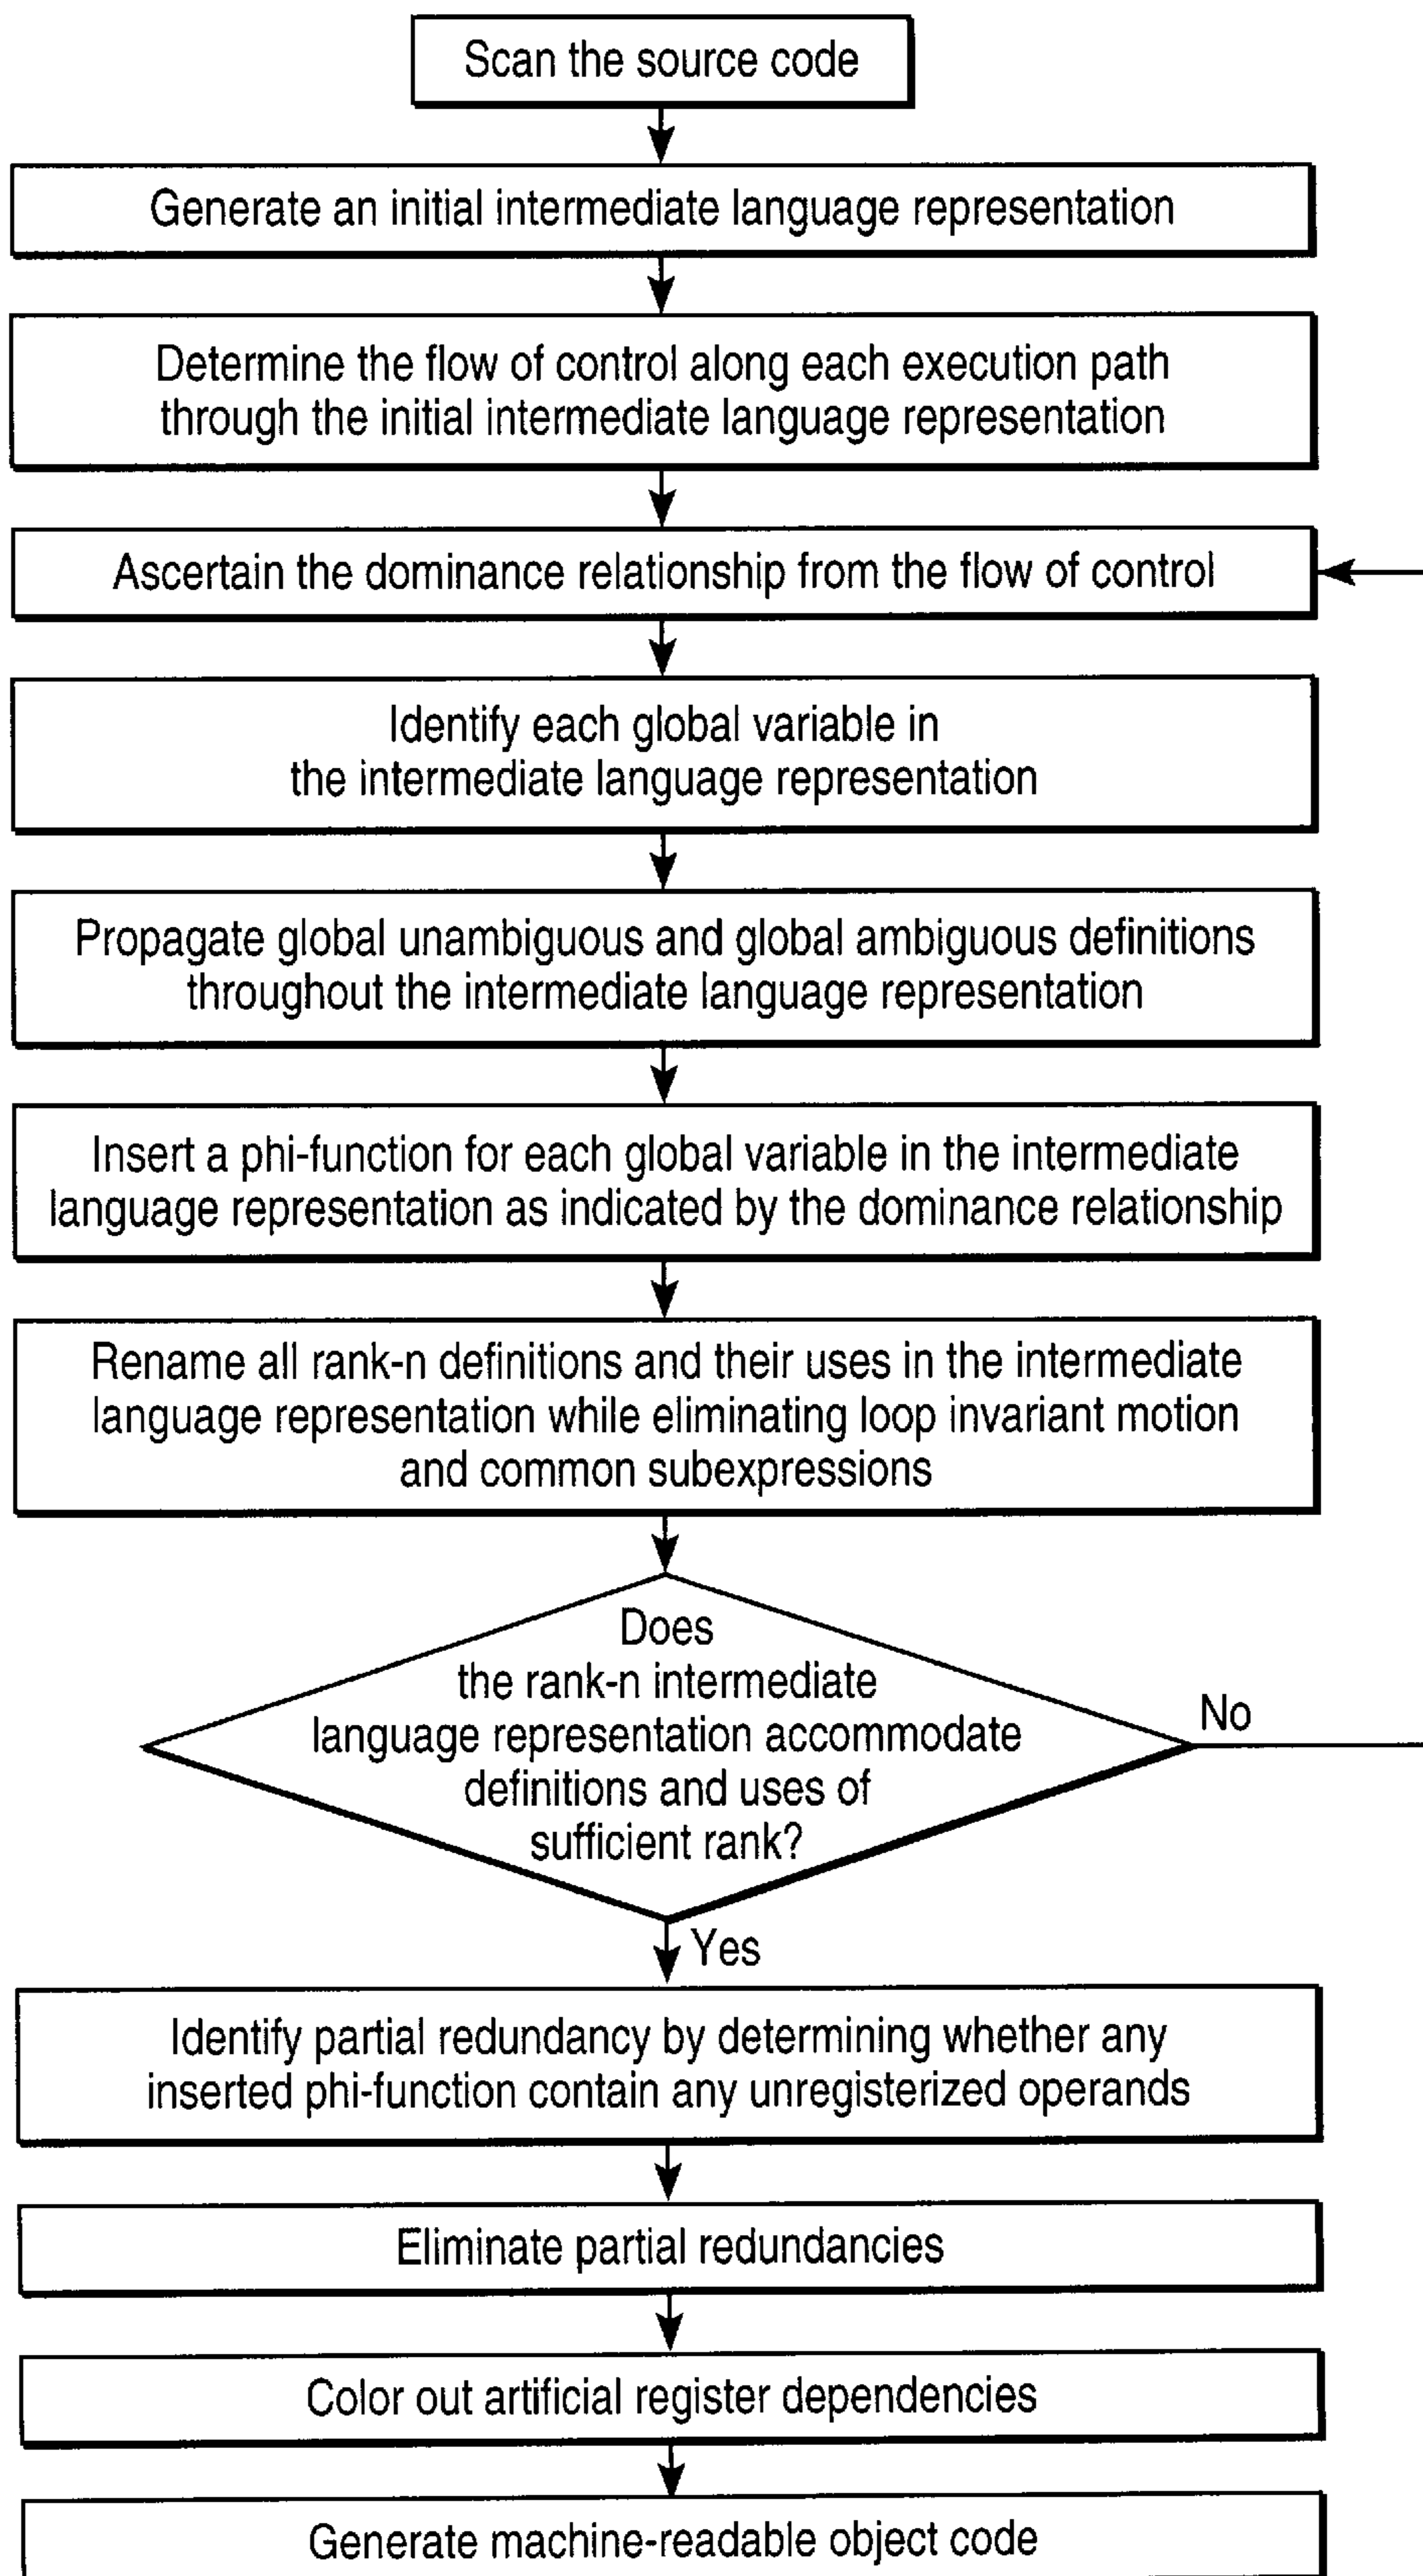 Scan the source code
Generate an initial intermediate language representation
Determine the flow of control along each execution path
through the initial intermediate language representation
Ascertain the dominance relationship from the flow of control
Identify each global variable in
the intermediate language representation
Propagate global unambiguous and global ambiguous definitions
throughout the intermediate language representation
Insert a phi-function for each global variable in the intermediate
language representation as indicated by the dominance relationship
Rename all rank-n definitions and their uses in the intermediate
language representation while eliminating loop invariant motion
and common subexpressions
Does
the rank-n intermediate
language representation accommodate
definitions and uses of
sufficient rank?
No
Yes
Identify partial redundancy by determining whether any
inserted phi-function contain any unregisterized operands
Eliminate partial redundancies
Color out artificial register dependencies
Generate machine-readable object code